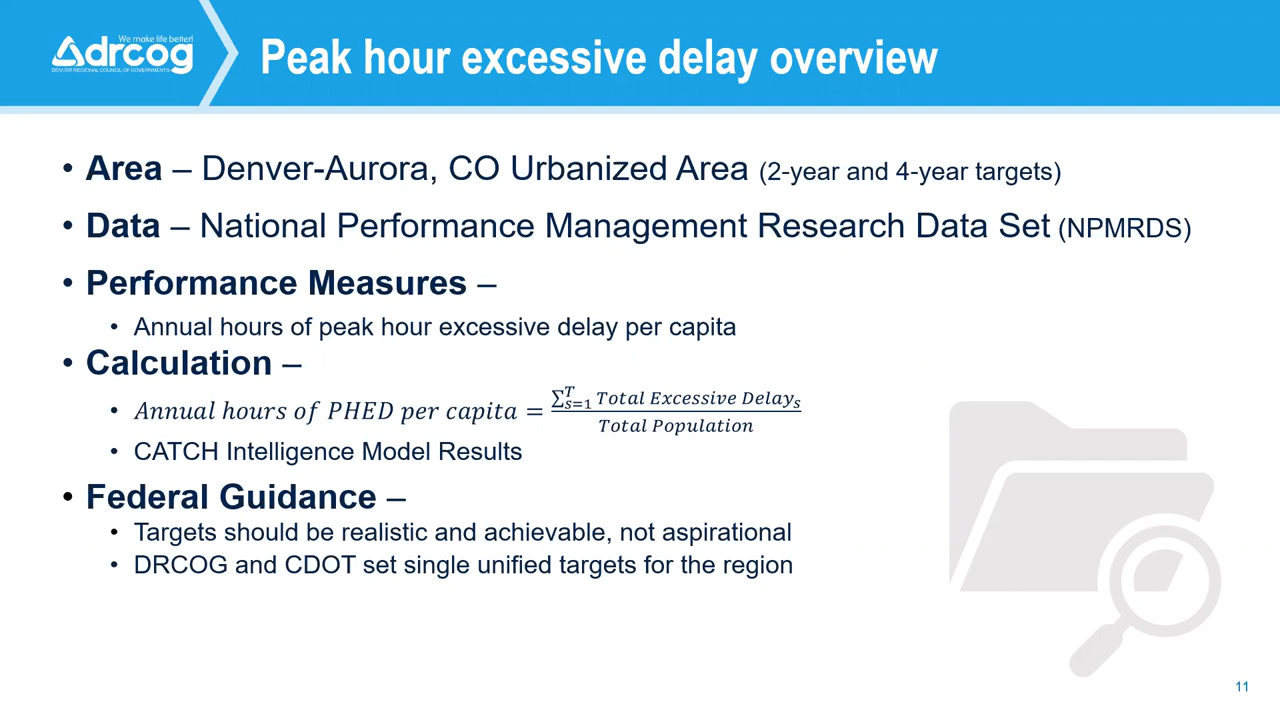 We make life better!
drcog
DENVER REGIONAL COUNCIL OF GOVERNMENTS
Peak hour excessive delay overview
• Area – Denver-Aurora, CO Urbanized Area (2-year and 4-year targets)
• Data – National Performance Management Research Data Set (NPMRDS)
• Performance Measures –
• Annual hours of peak hour excessive delay per capita
• Calculation –
• Annual hours of PHED per capita = ∑_{s=1}^{T} Total Excessive Delay_s / Total Population
• CATCH Intelligence Model Results
• Federal Guidance –
• Targets should be realistic and achievable, not aspirational
• DRCOG and CDOT set single unified targets for the region
11